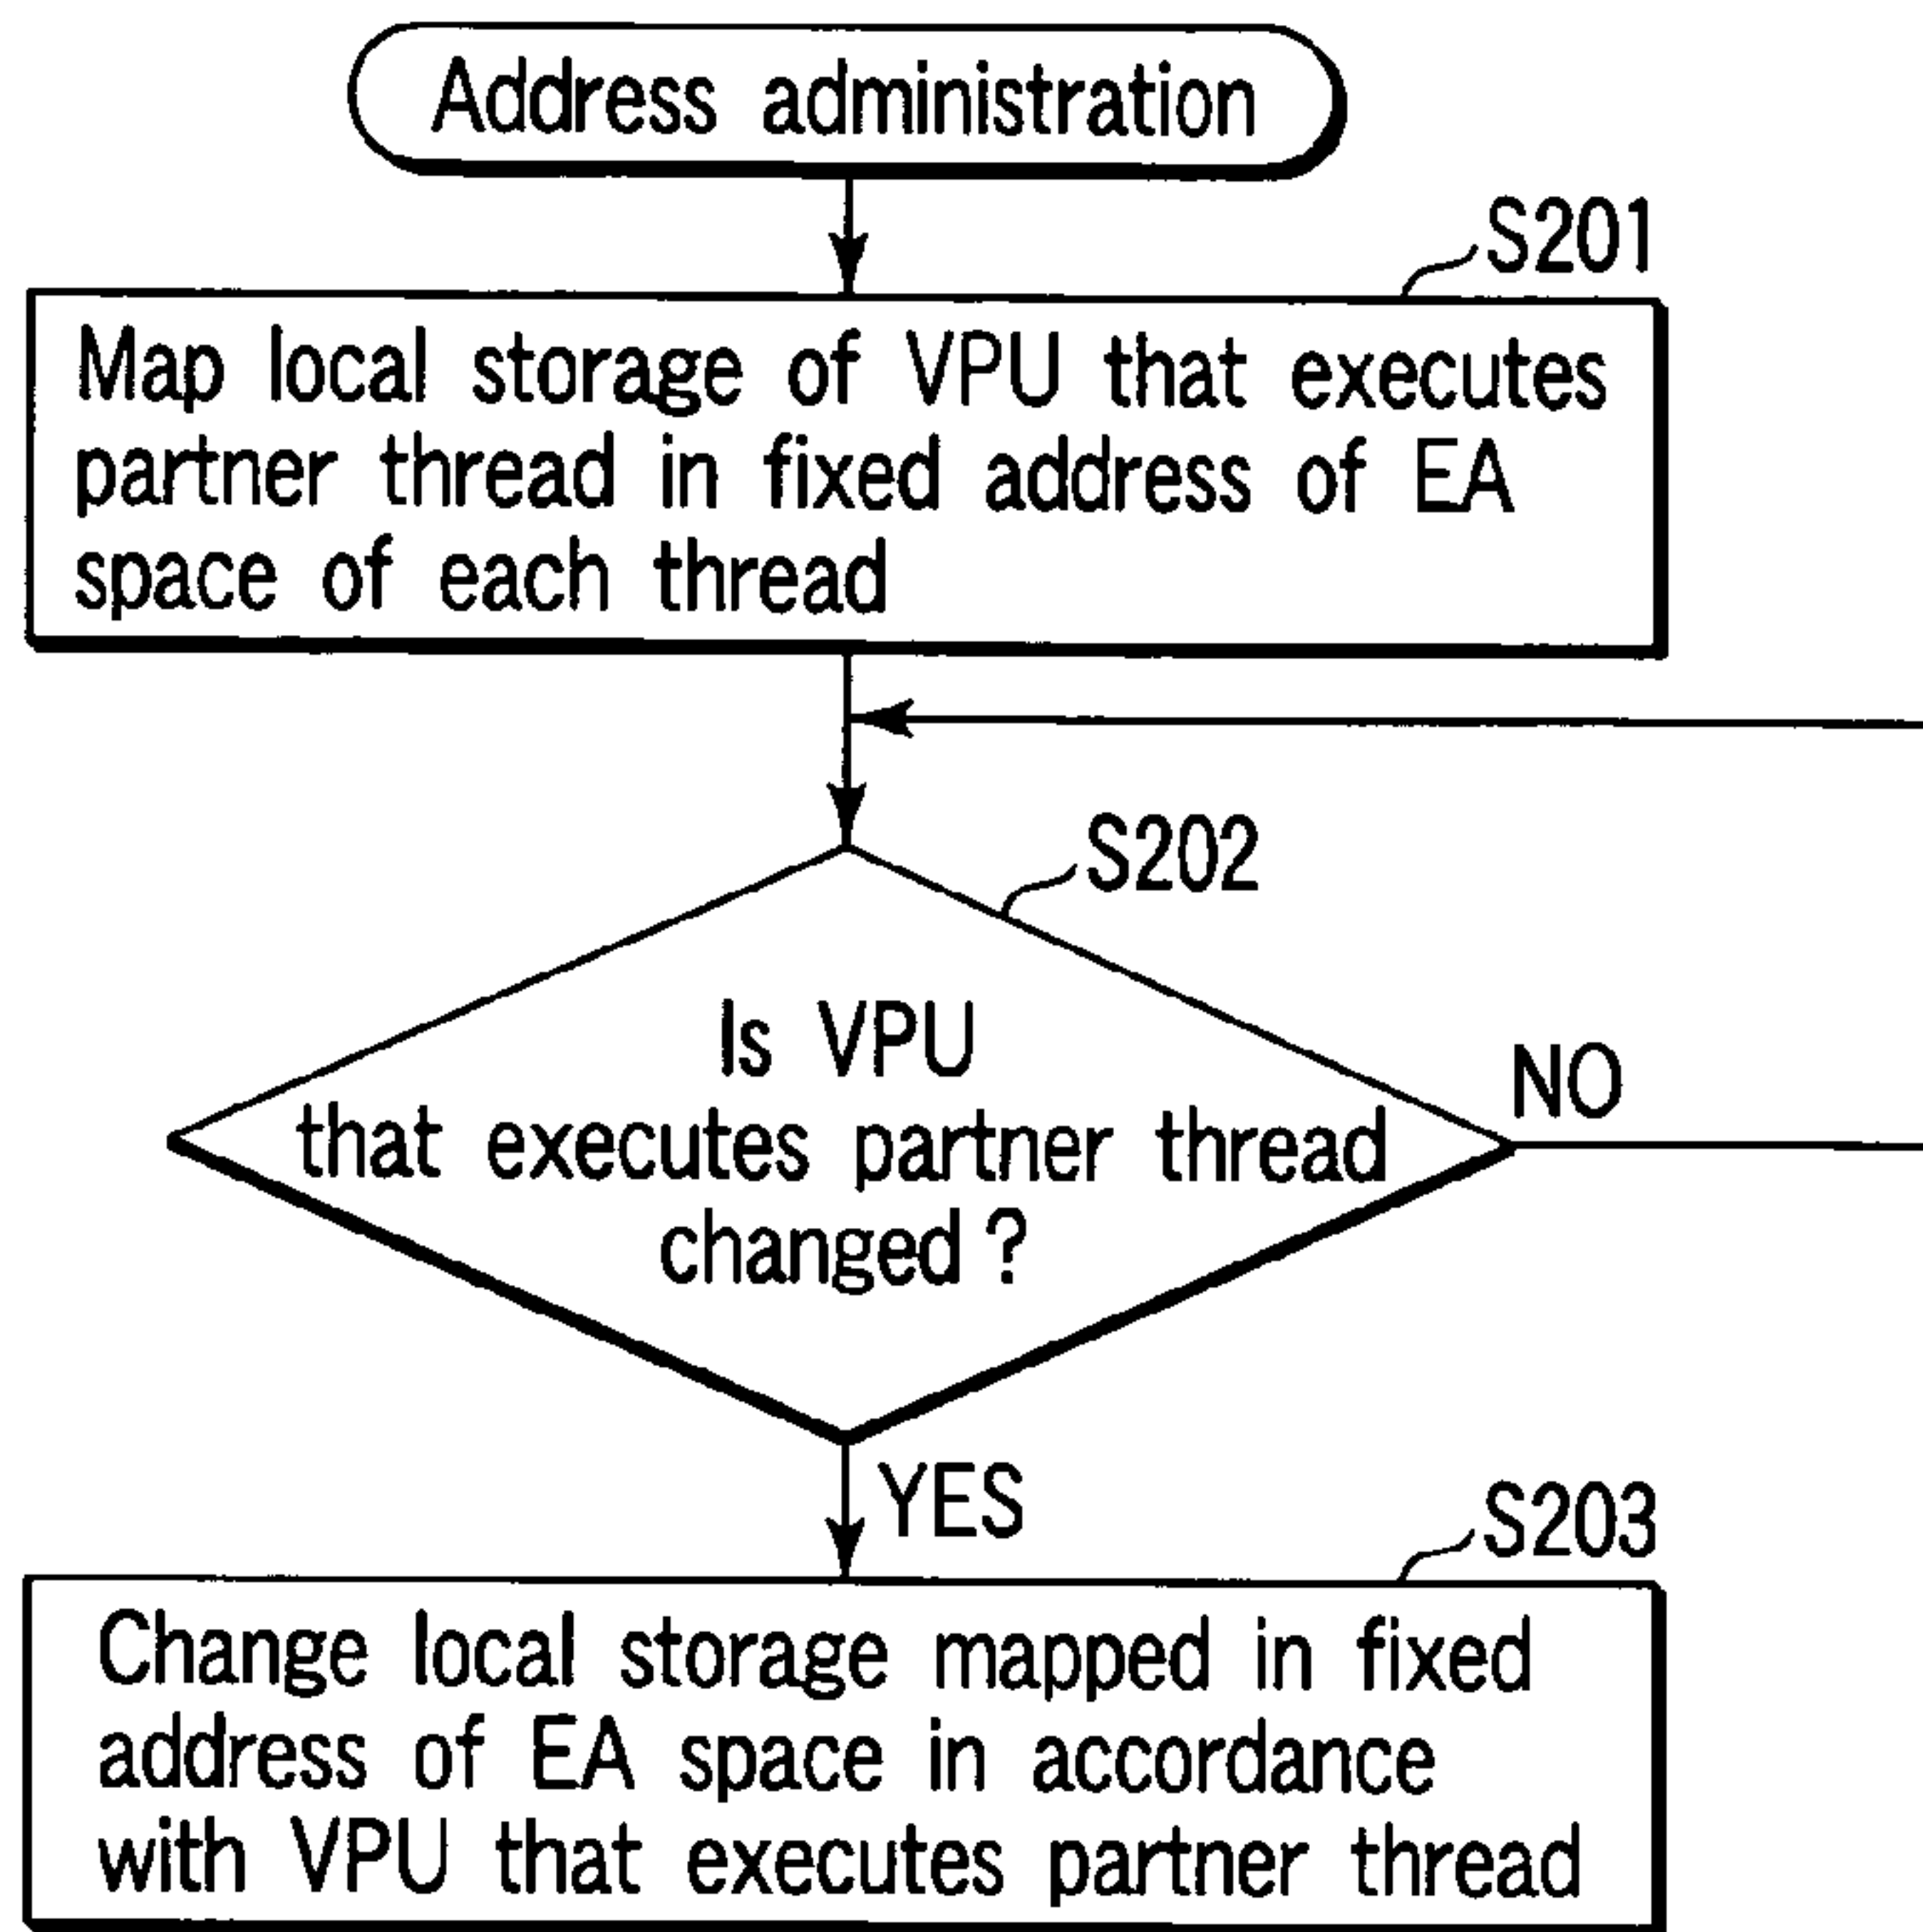 Address administration
S201
Map local storage of VPU that executes
partner thread in fixed address of EA
space of each thread
S202
Is VPU
that executes partner thread
changed ?
NO
YES
S203
Change local storage mapped in fixed
address of EA space in accordance
with VPU that executes partner thread